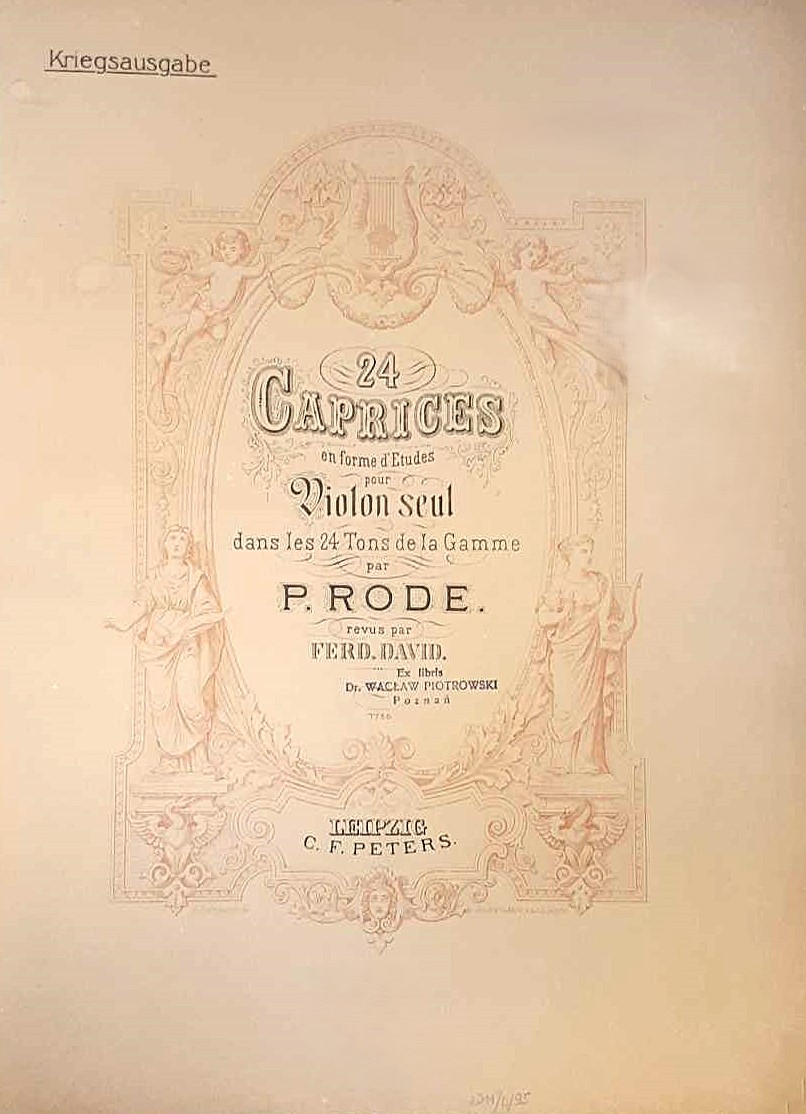 Kriegsausgabe
24
CAPRICES
en forme d'Etudes
pour
Violon seul
dans les 24 Tons de la Gamme
par
P. RODE.
revus par
FERD. DAVID.
Ex libris
Dr. WACŁAW PIOTROWSKI
Poznań
LEIPZIG
C. F. PETERS.